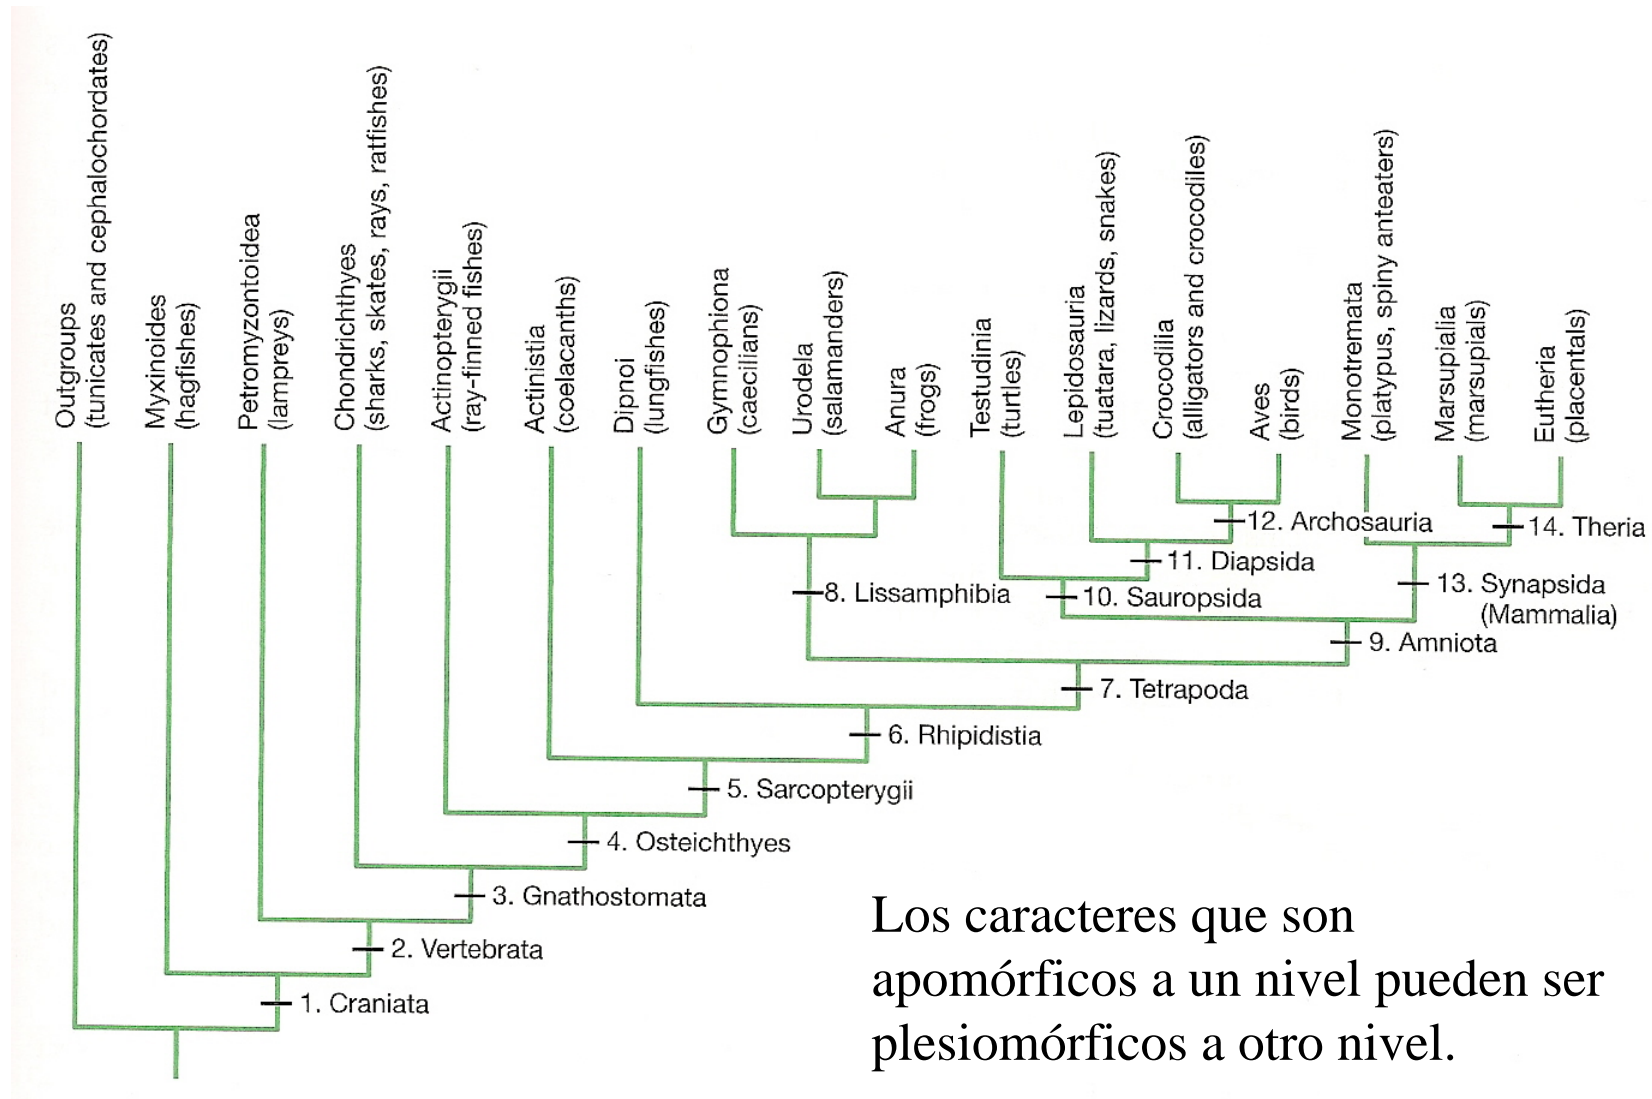 Outgroups
(tunicates and cephalochordates)
Myxinoides
(hagfishes)
Petromyzontoidea
(lampreys)
Chondrichthyes
(sharks, skates, rays, ratfishes)
Actinopterygii
(ray-finned fishes)
Actinistia
(coelacanths)
Dipnoi
(lungfishes)
Gymnophiona
(caecilians)
Urodela
(salamanders)
Anura
(frogs)
Testudinia
(turtles)
Lepidosauria
(tuatara, lizards, snakes)
Crocodilia
(alligators and crocodiles)
Aves
(birds)
Monotremata
(platypus, spiny anteaters)
Marsupialia
(marsupials)
Eutheria
(placentals)
12. Archosauria
14. Theria
11. Diapsida
8. Lissamphibia
10. Sauropsida
13. Synapsida
(Mammalia)
9. Amniota
7. Tetrapoda
6. Rhipidistia
5. Sarcopterygii
4. Osteichthyes
3. Gnathostomata
2. Vertebrata
1. Craniata
Los caracteres que son
apomórficos a un nivel pueden ser
plesiomórficos a otro nivel.